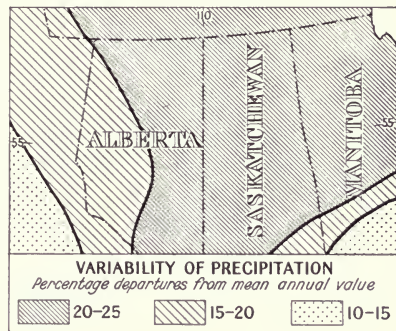 110
ALBERTA
SASKATCHEWAN
MANITOBA
55
55
VARIABILITY OF PRECIPITATION
Percentage departures from mean annual value
20-25
15-20
10-15